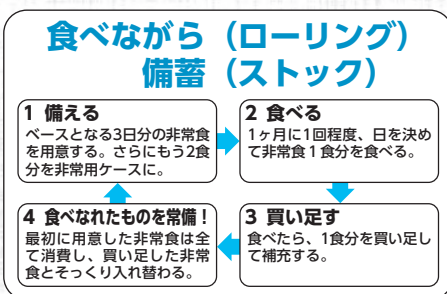 食べながら（ローリング）
備蓄（ストック）
1 備える
ベースとなる3日分の非常食
を用意する。さらにもう2食
分を非常用ケースに。
2 食べる
1ヶ月に1回程度、日を決め
て非常食1食分を食べる。
3 買い足す
食べたら、1食分を買い足し
て補充する。
4 食べなれたものを常備！
最初に用意した非常食は全
て消費し、買い足した非常
食とそっくり入れ替わる。